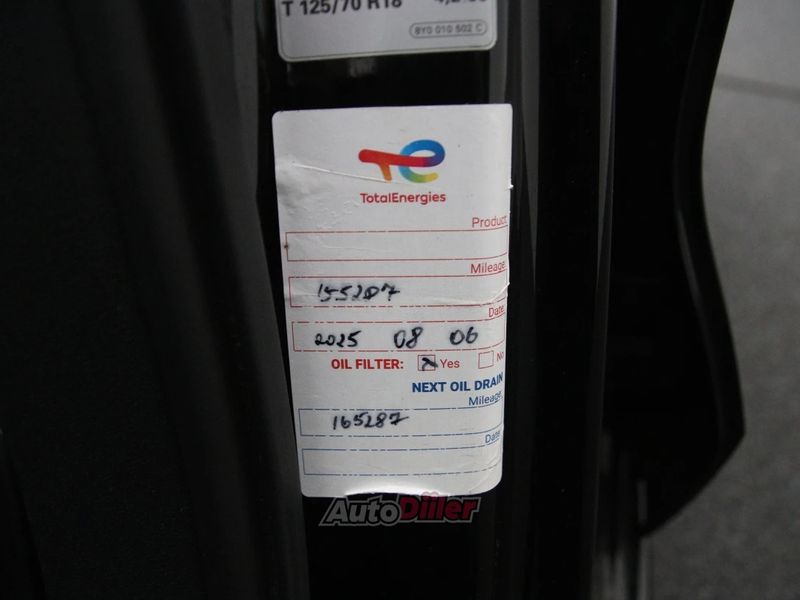 T 125/70 R18
8Y0 010 502 C
TotalEnergies
Product
Mileage
155287
Date
2025 08 06
OIL FILTER: Yes No
NEXT OIL DRAIN
Mileage
165287
Date
AutoDiller